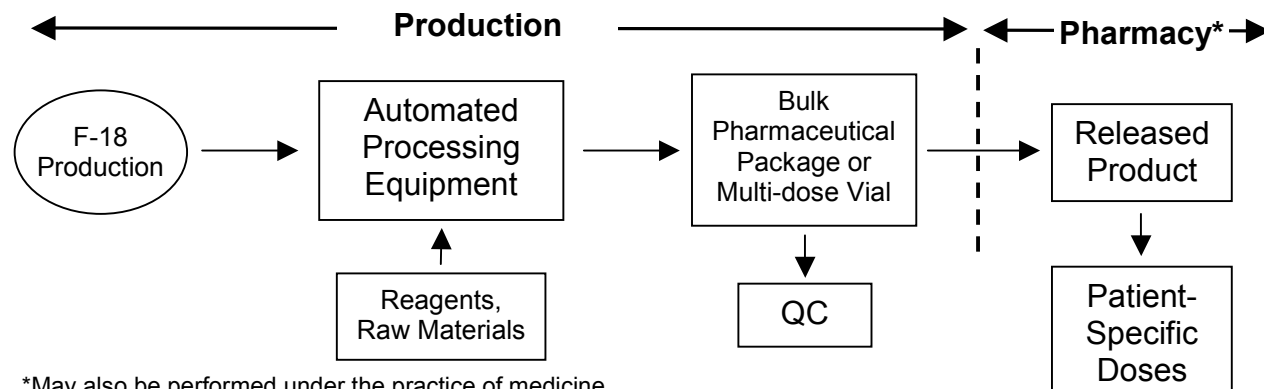 Production
Pharmacy*
F-18
Production
Automated
Processing
Equipment
Bulk
Pharmaceutical
Package or
Multi-dose Vial
Released
Product
Reagents,
Raw Materials
QC
Patient-
Specific
Doses
*May also be performed under the practice of medicine